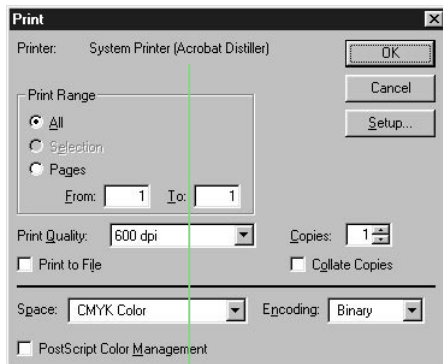 Print
Printer: System Printer (Acrobat Distiller)
OK
Cancel
Setup...
Print Range
All
Selection
Pages
From: 1 To: 1
Print Quality: 600 dpi Copies: 1
Print to File Collate Copies
Space: CMYK Color Encoding: Binary
PostScript Color Management